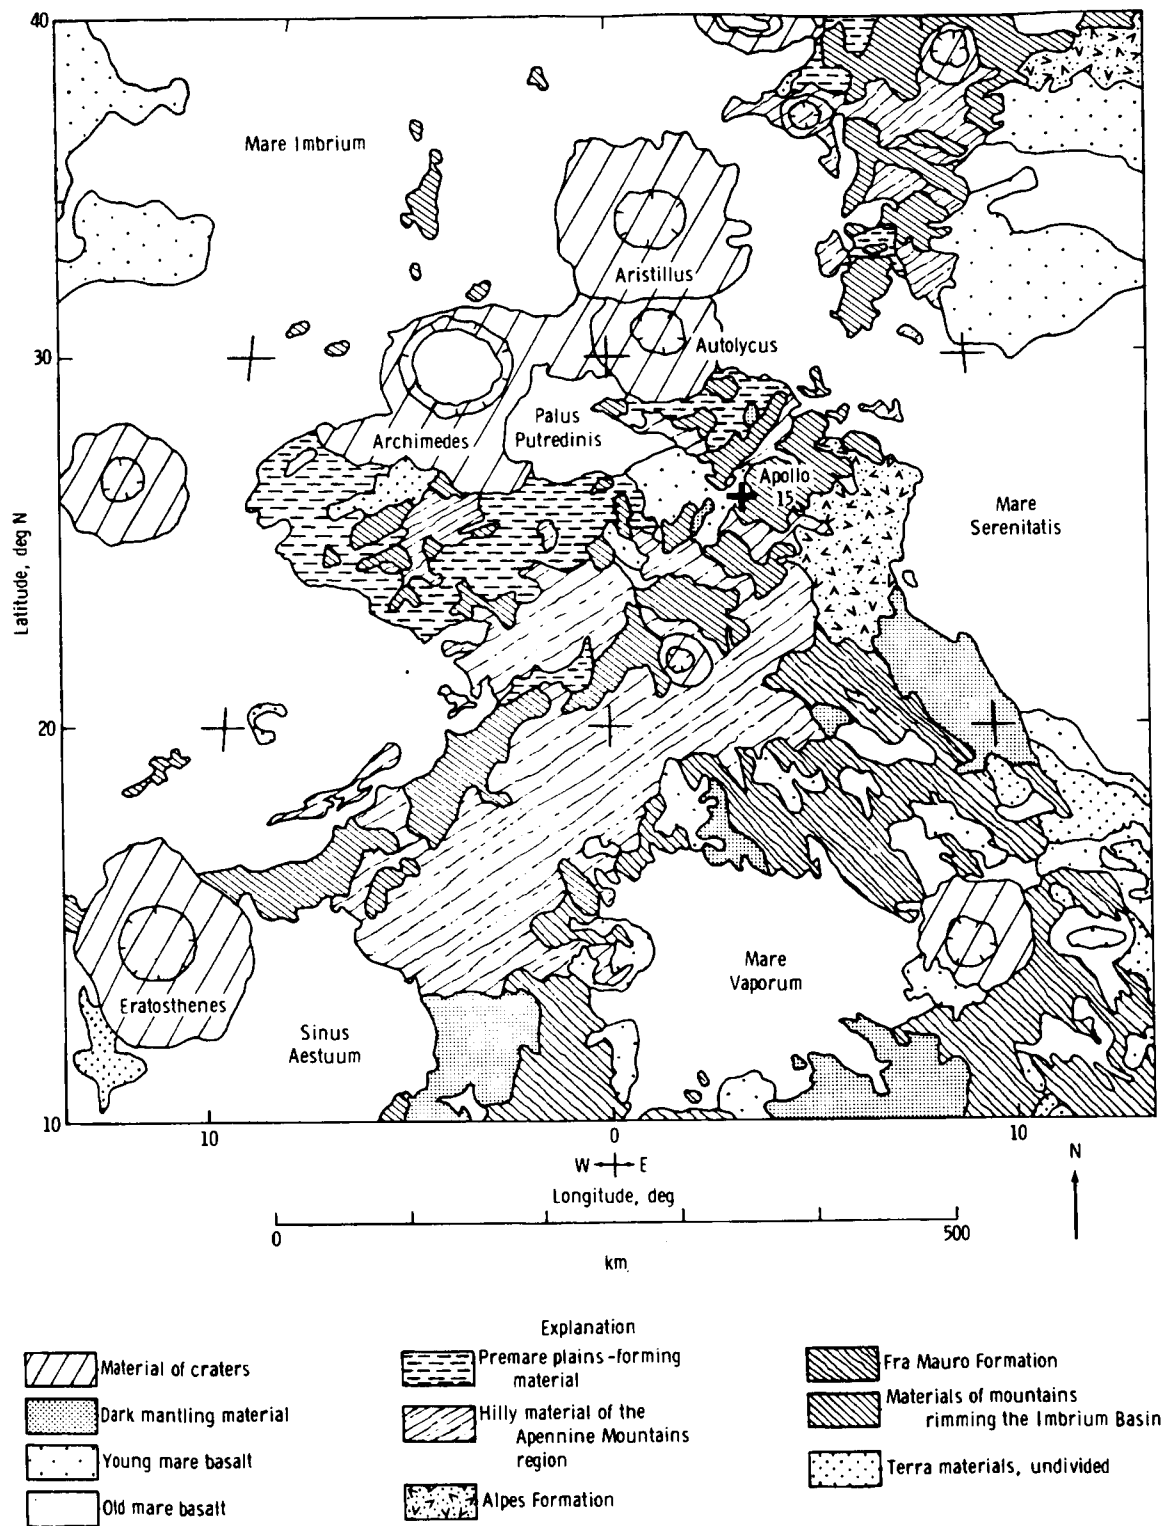 40
Mare Imbrium
Aristillus
30
Autolycus
Palus
Putredinis
Archimedes
Apollo
15
Mare
Serenitatis
Latitude, deg N
20
Mare
Vaporum
Eratosthenes
Sinus
Aestuum
10
10
0
10
W E
N
Longitude, deg
0
500
km
Explanation
Material of craters
Dark mantling material
Young mare basalt
Old mare basalt
Premare plains-forming
material
Hilly material of the
Apennine Mountains
region
Alpes Formation
Fra Mauro Formation
Materials of mountains
rimming the Imbrium Basin
Terra materials, undivided